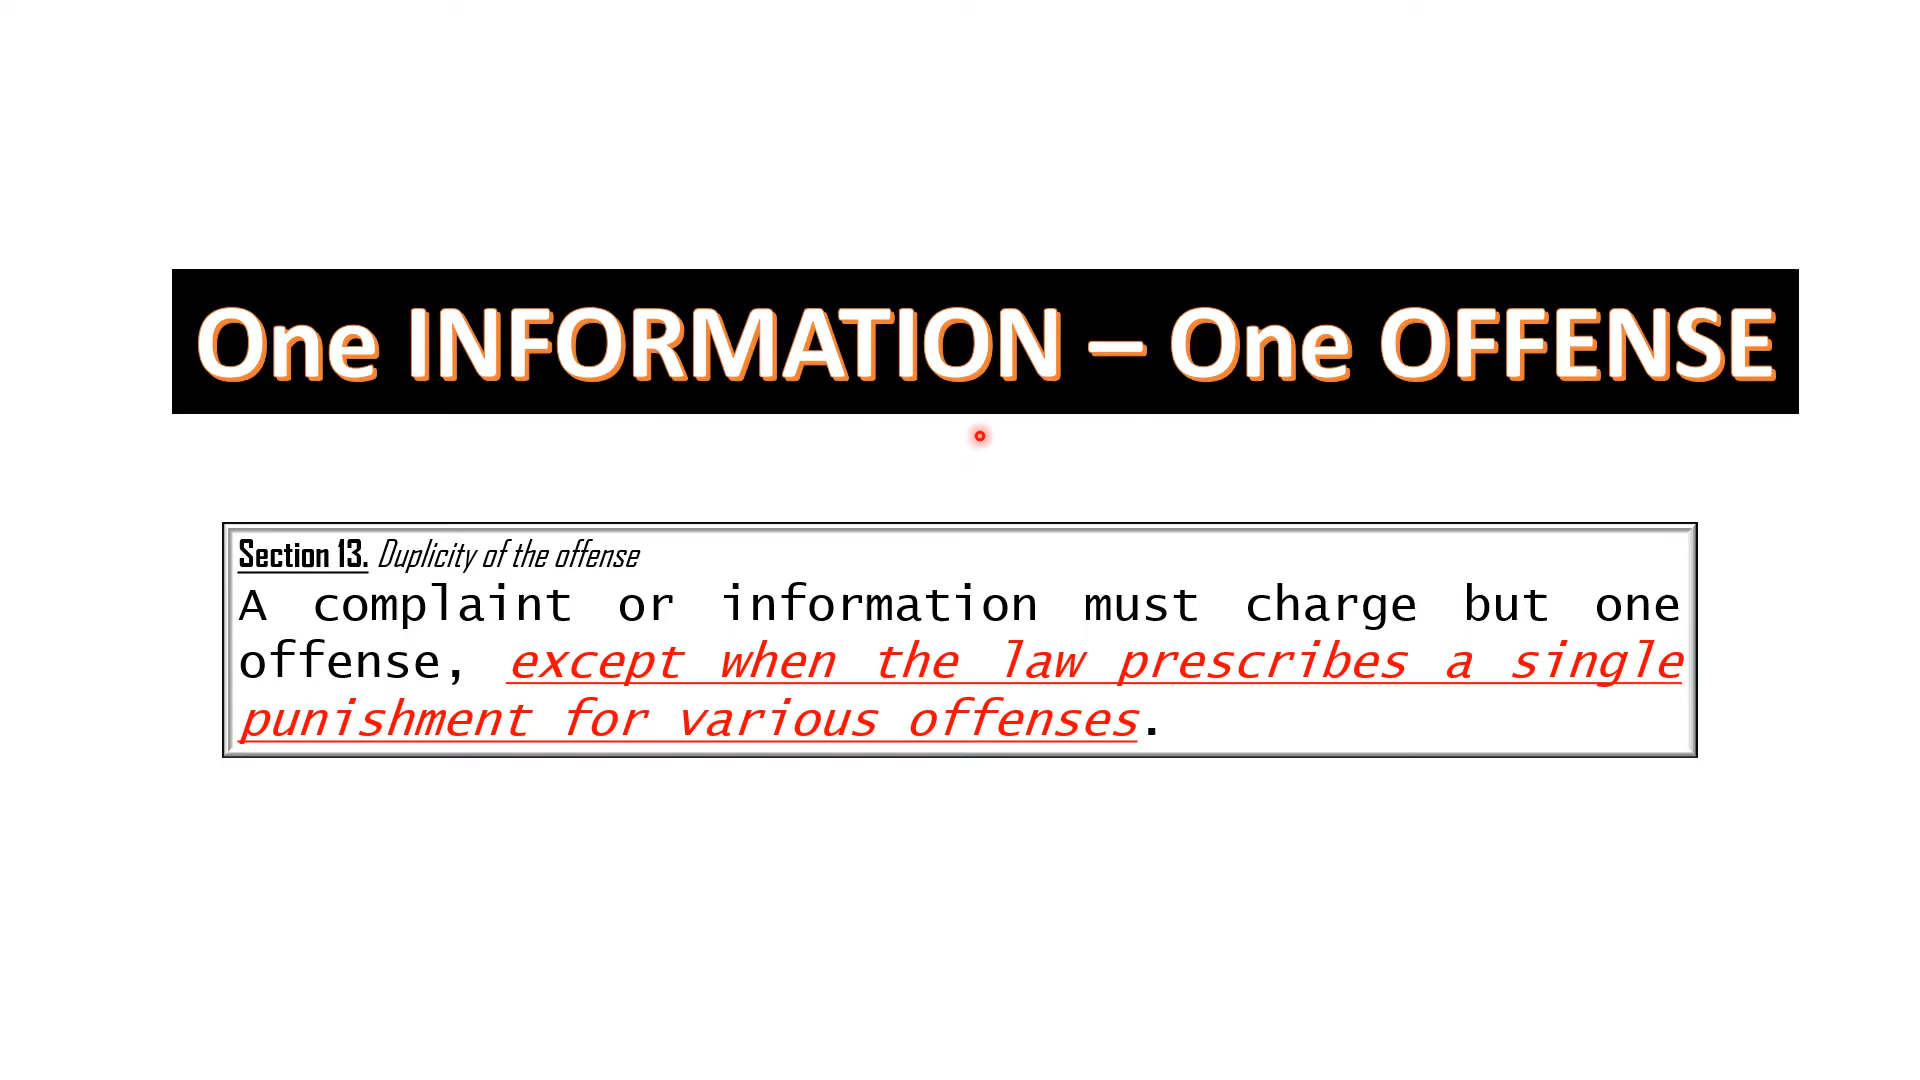 One INFORMATION – One OFFENSE
Section 13. Duplicity of the offense
A complaint or information must charge but one
offense, except when the law prescribes a single
punishment for various offenses.